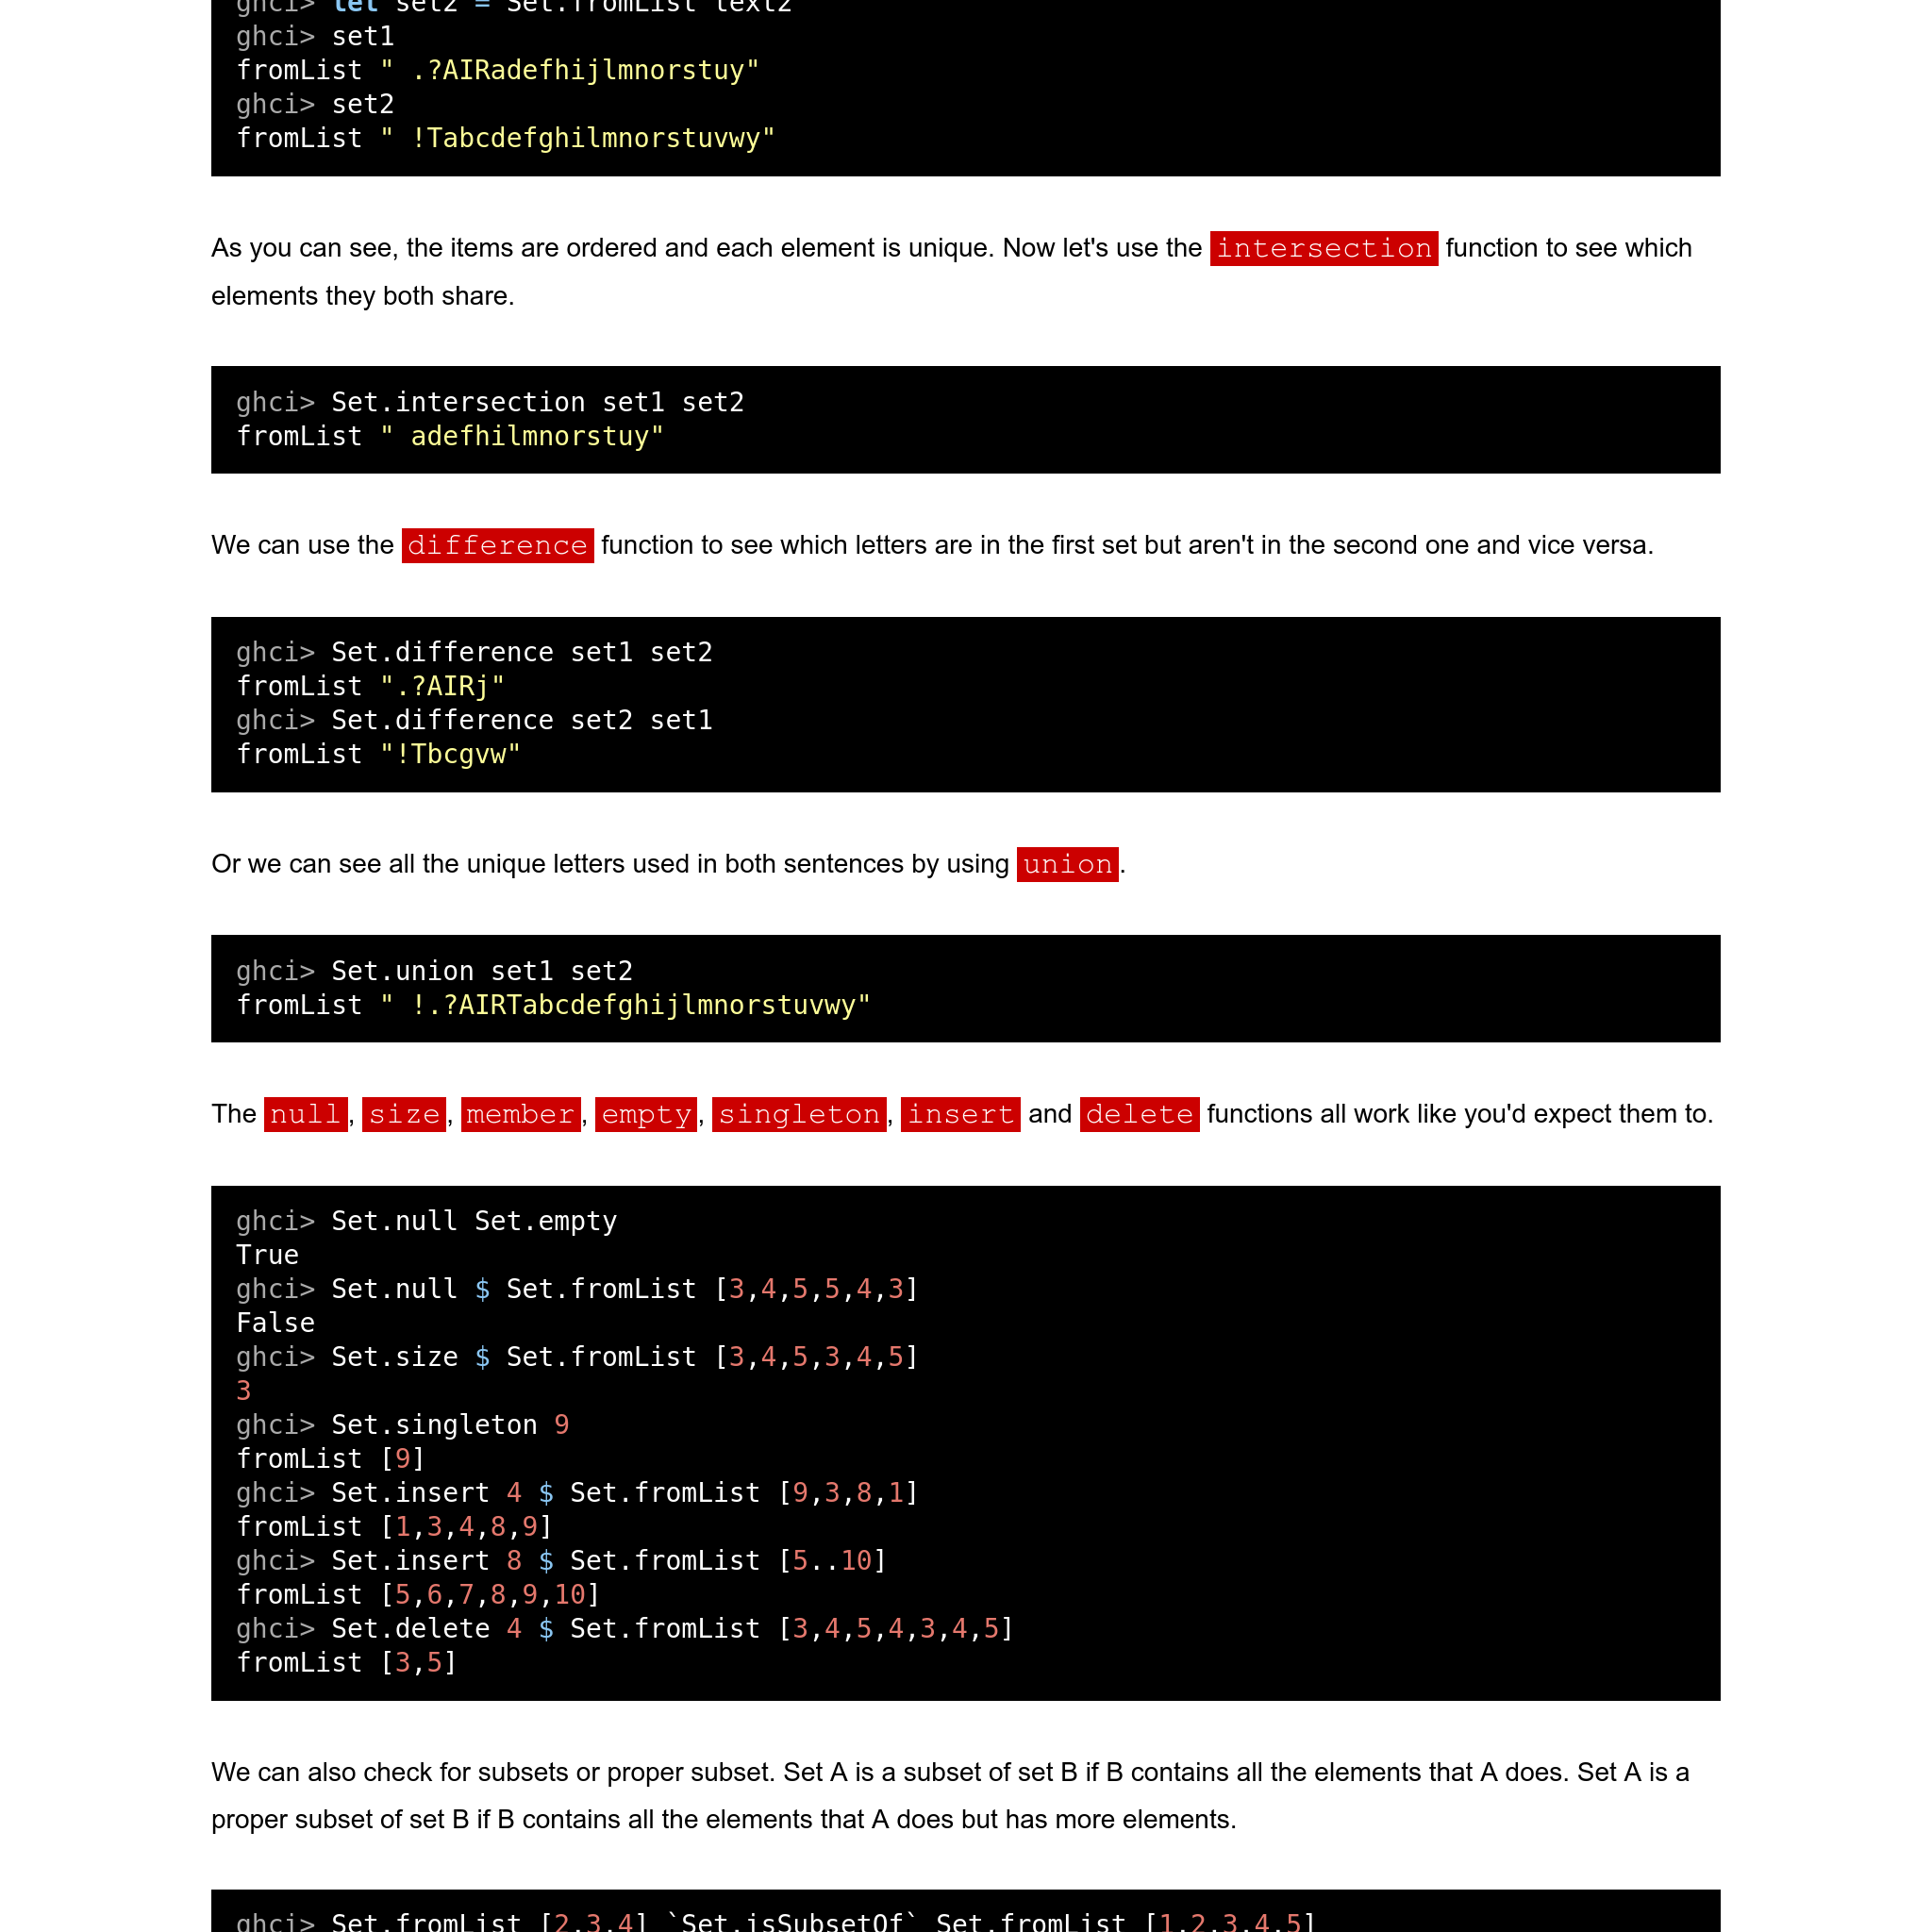 ghci> let set2 = Set.fromList text2
ghci> set1
fromList " .?AIRadefhijlmnorstuy"
ghci> set2
fromList " !Tabcdefghilmnorstuvwy"
As you can see, the items are ordered and each element is unique. Now let's use the intersection function to see which
elements they both share.
ghci> Set.intersection set1 set2
fromList " adefhilmnorstuy"
We can use the difference function to see which letters are in the first set but aren't in the second one and vice versa.
ghci> Set.difference set1 set2
fromList ".?AIRj"
ghci> Set.difference set2 set1
fromList "!Tbcgvw"
Or we can see all the unique letters used in both sentences by using union.
ghci> Set.union set1 set2
fromList " !.?AIRTabcdefghijlmnorstuvwy"
The null, size, member, empty, singleton, insert and delete functions all work like you'd expect them to.
ghci> Set.null Set.empty
True
ghci> Set.null $ Set.fromList [3,4,5,5,4,3]
False
ghci> Set.size $ Set.fromList [3,4,5,3,4,5]
3
ghci> Set.singleton 9
fromList [9]
ghci> Set.insert 4 $ Set.fromList [9,3,8,1]
fromList [1,3,4,8,9]
ghci> Set.insert 8 $ Set.fromList [5..10]
fromList [5,6,7,8,9,10]
ghci> Set.delete 4 $ Set.fromList [3,4,5,4,3,4,5]
fromList [3,5]
We can also check for subsets or proper subset. Set A is a subset of set B if B contains all the elements that A does. Set A is a
proper subset of set B if B contains all the elements that A does but has more elements.
ghci> Set.fromList [2,3,4] `Set.isSubsetOf` Set.fromList [1,2,3,4,5]